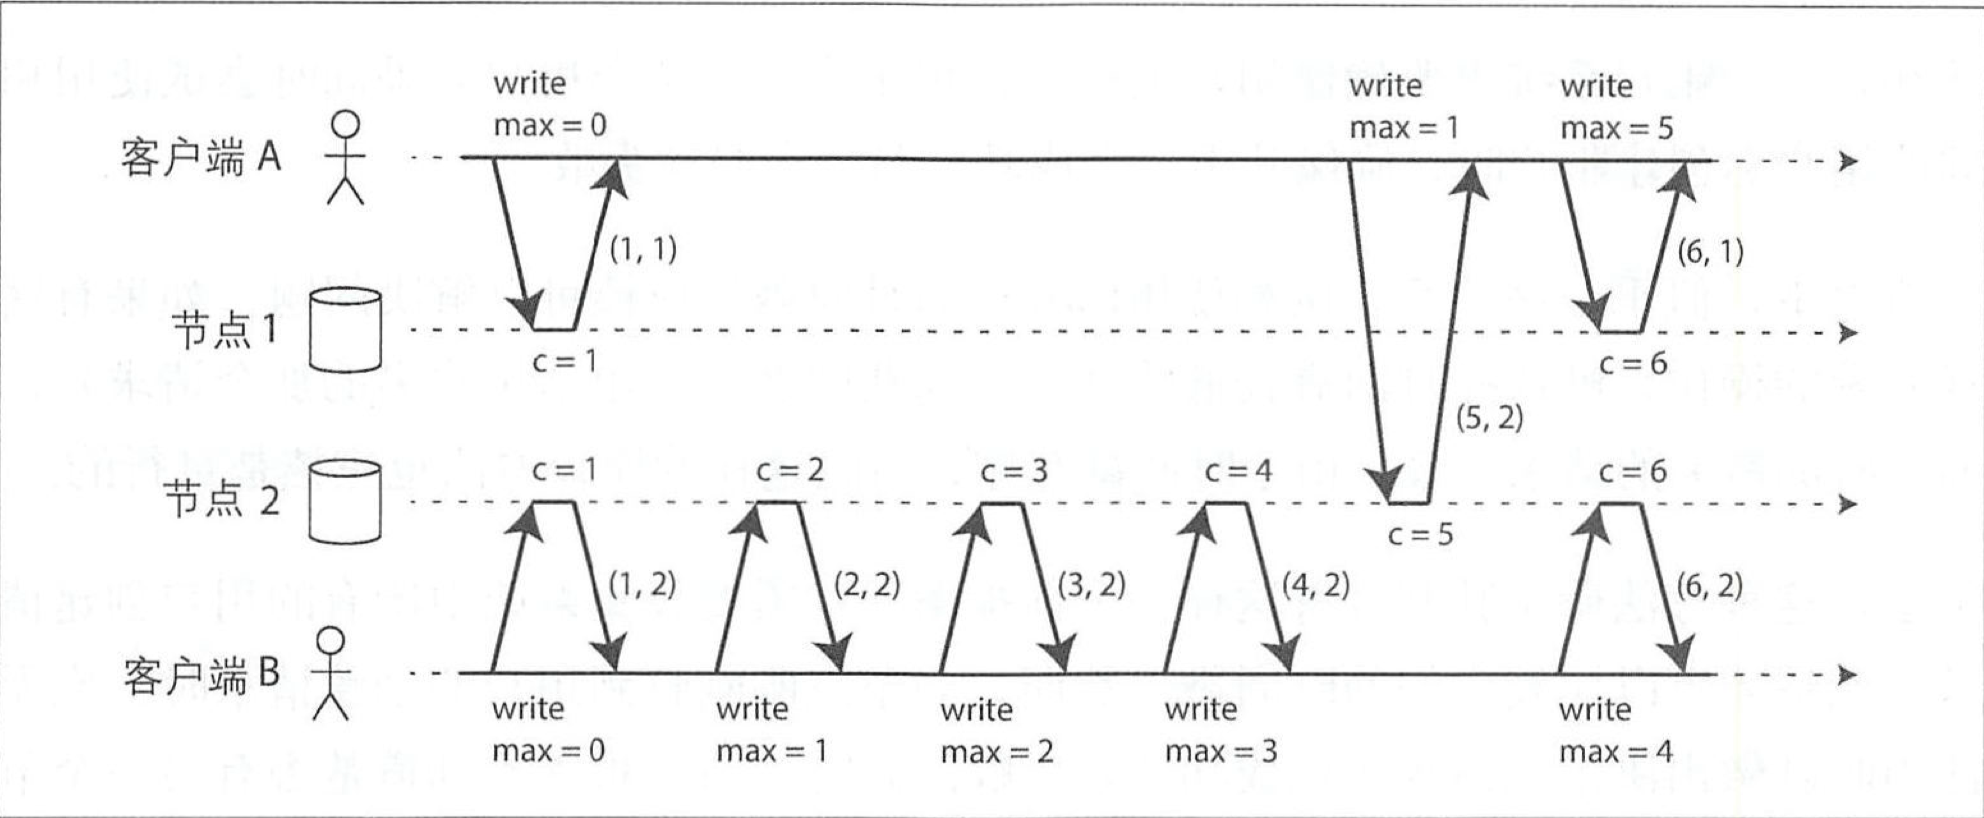 write
max = 0
write
max = 1
write
max = 5
客户端 A
(1, 1)
(6, 1)
节点 1
c = 1
c = 6
(5, 2)
节点 2
c = 1
c = 2
c = 3
c = 4
c = 6
c = 5
(1, 2)
(2, 2)
(3, 2)
(4, 2)
(6, 2)
客户端 B
write
max = 0
write
max = 1
write
max = 2
write
max = 3
write
max = 4